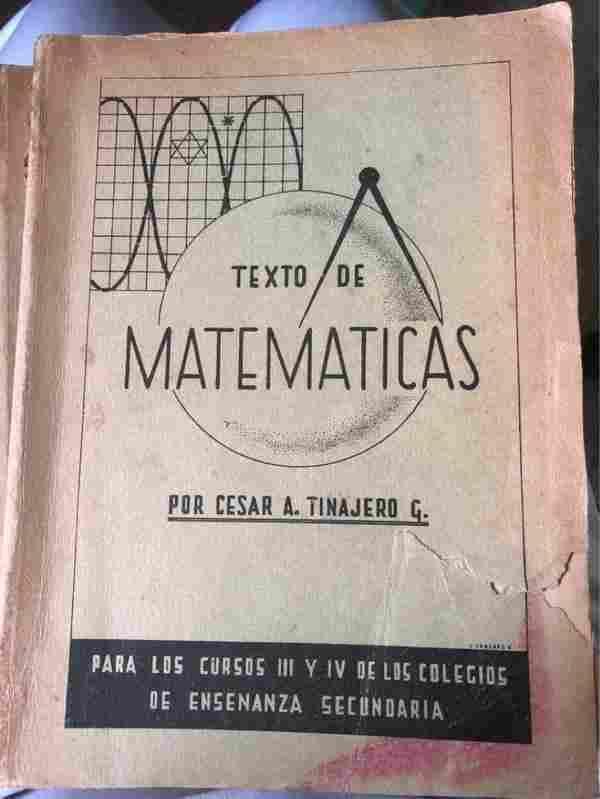 TEXTO DE
MATEMATICAS
POR CESAR A. TINAJERO G.
PARA LOS CURSOS III Y IV DE LOS COLEGIOS
DE ENSENANZA SECUNDARIA